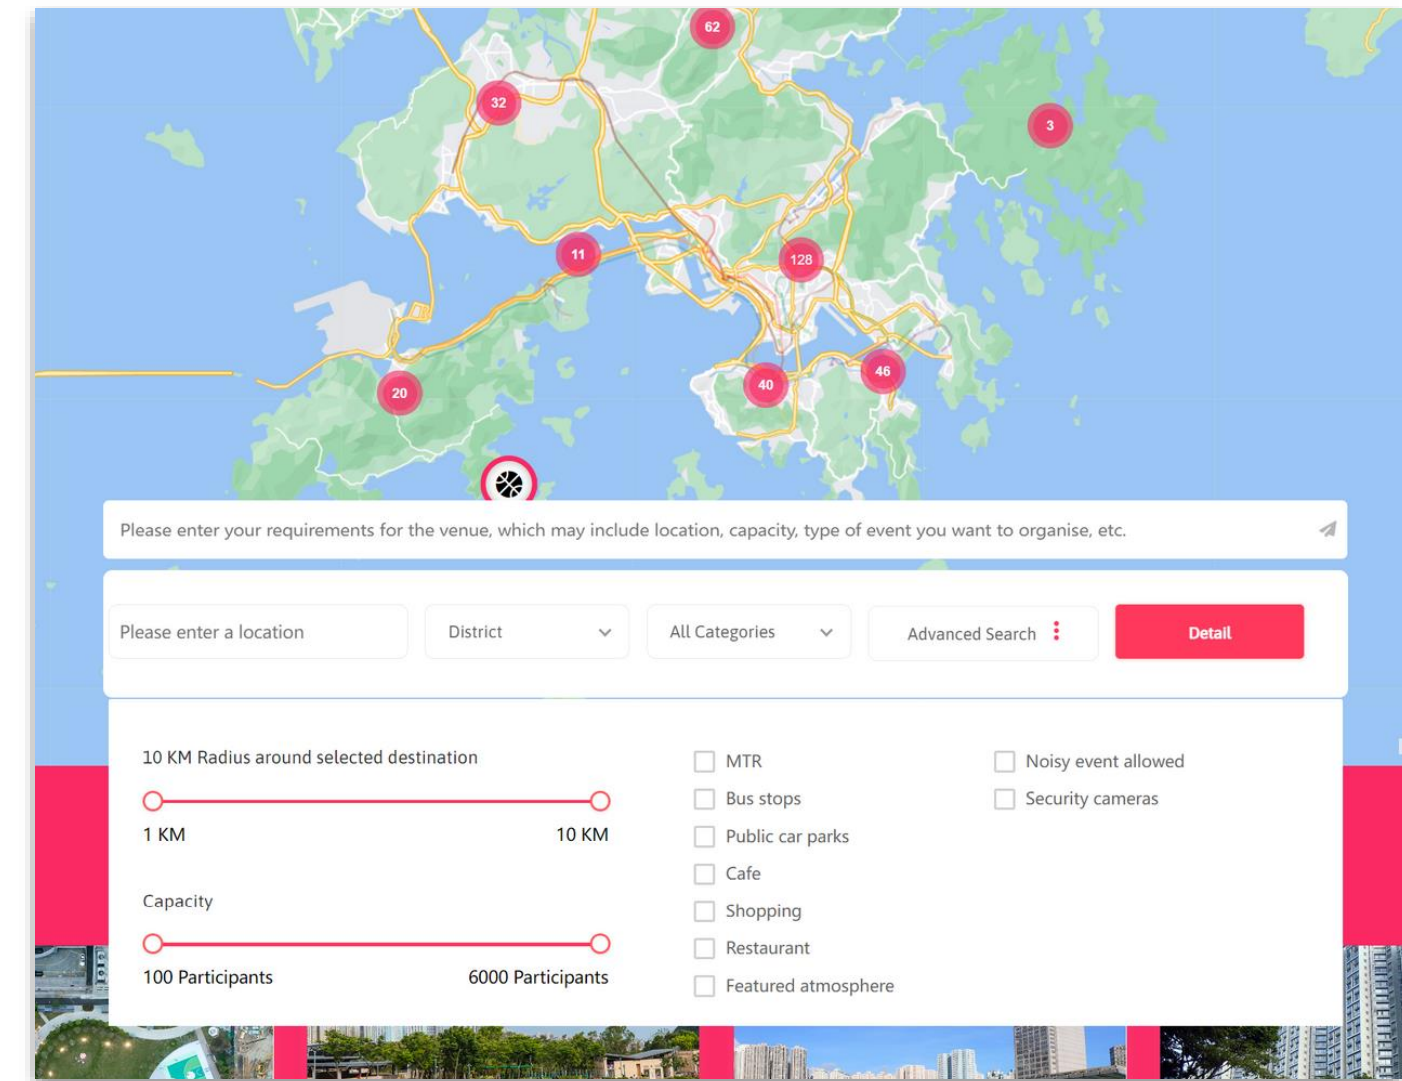 62
32
3
11
128
20
40
46
Please enter your requirements for the venue, which may include location, capacity, type of event you want to organise, etc.
Please enter a location
District
All Categories
Advanced Search
Detail
10 KM Radius around selected destination
1 KM
10 KM
Capacity
100 Participants
6000 Participants
MTR
Bus stops
Public car parks
Cafe
Shopping
Restaurant
Featured atmosphere
Noisy event allowed
Security cameras